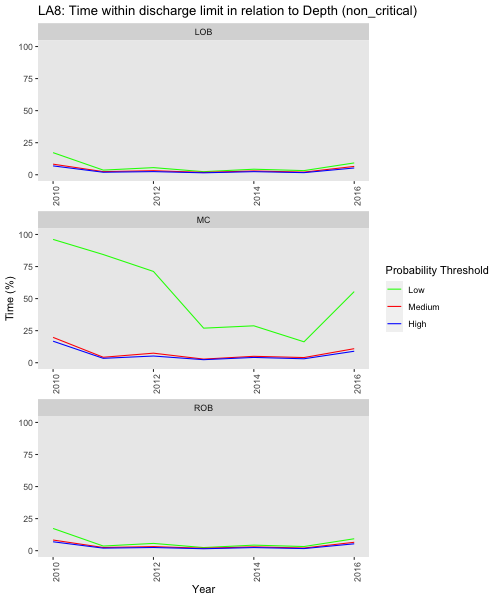 LA8: Time within discharge limit in relation to Depth (non_critical)
LOB
100
75
50
25
0
2010
2012
2014
2016
MC
100
75
50
25
0
2010
2012
2014
2016
ROB
100
75
50
25
0
2010
2012
2014
2016
Time (%)
Year
Probability Threshold
Low
Medium
High